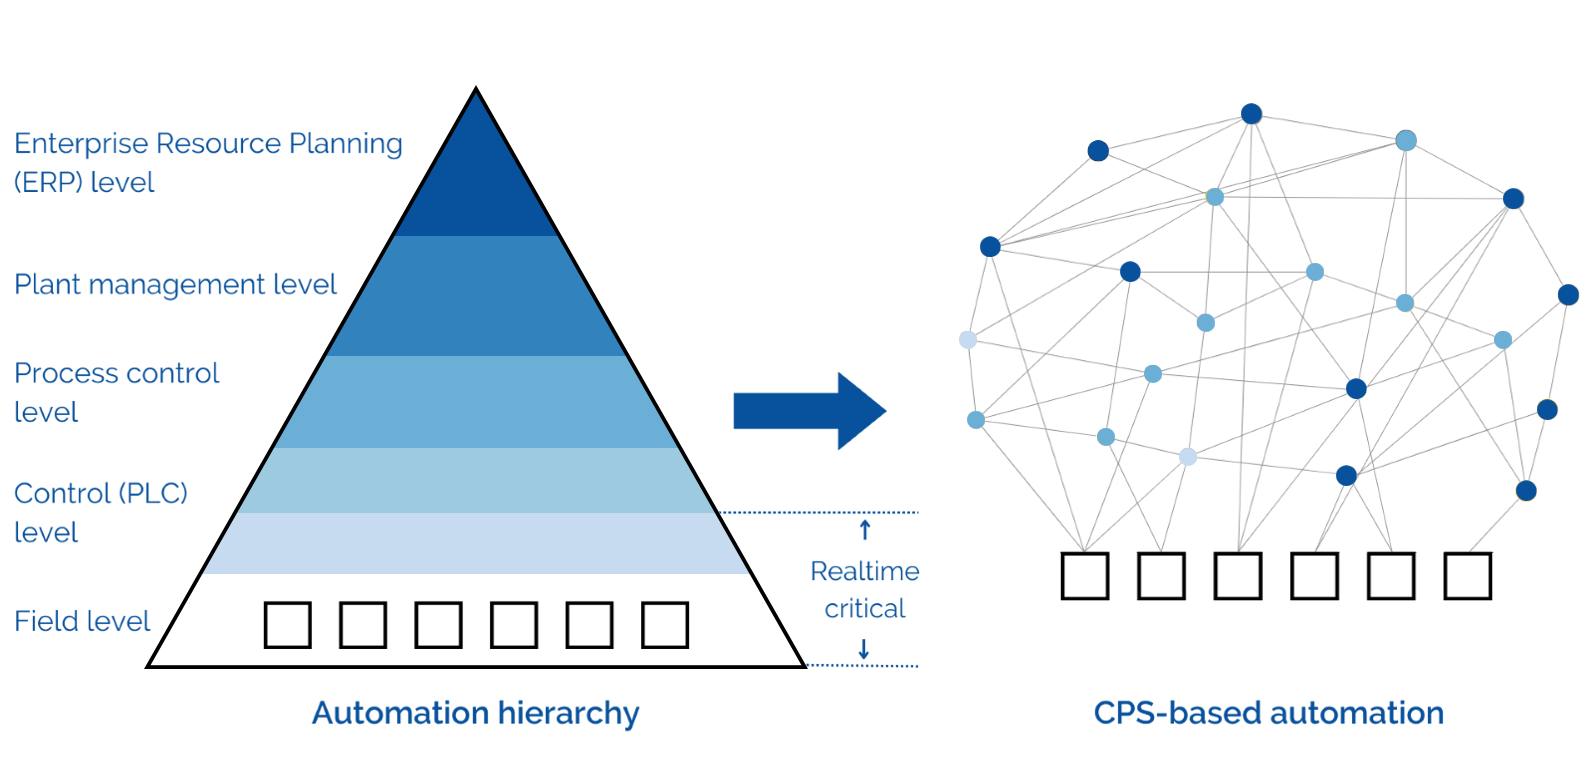 Enterprise Resource Planning
(ERP) level
Plant management level
Process control
level
Control (PLC)
level
Field level
Realtime
critical
Automation hierarchy
CPS-based automation